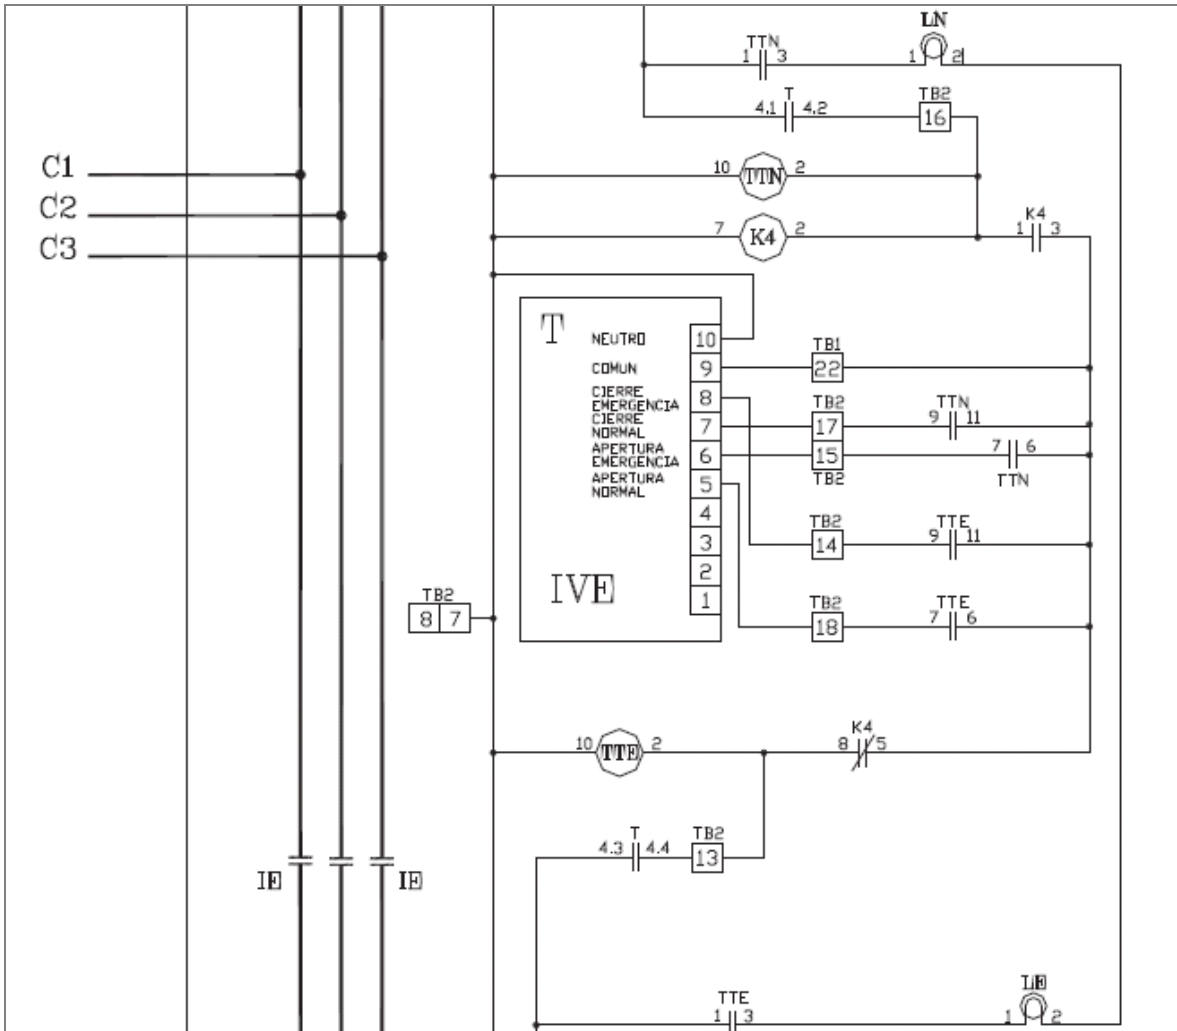 LN
TTN
1 3
1 2
T
4.1 4.2
TB2
16
C1
10 TTN 2
C2
K4
7 K4 2
1 3
C3
T
NEUTRO 10
COMUN 9
TB1
22
CIERRE
EMERGENCIA 8
CIERRE
NORMAL 7
TB2
17
TTN
9 11
APERTURA
EMERGENCIA 6
15
TB2
7 6
TTN
APERTURA
NORMAL 5
4
3
TB2
14
TTE
9 11
2
IVE
1
TB2
8 7
TB2
18
TTE
7 6
K4
10 TTE 2
8 5
T
4.3 4.4
TB2
13
IE IE
TTE
1 3
LE
1 2